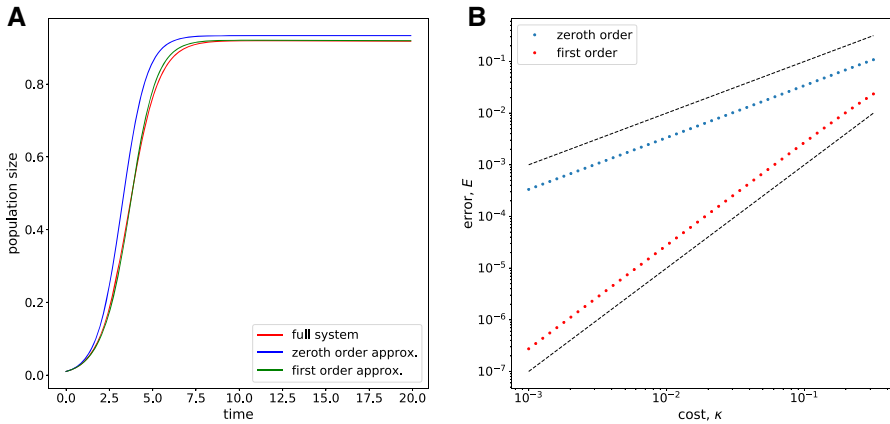 A
population size
0.8
0.6
0.4
0.2
0.0
0.0 2.5 5.0 7.5 10.0 12.5 15.0 17.5 20.0
time
full system
zeroth order approx.
first order approx.
B
error, E
10⁻¹
10⁻²
10⁻³
10⁻⁴
10⁻⁵
10⁻⁶
10⁻⁷
10⁻³ 10⁻² 10⁻¹
cost, κ
zeroth order
first order